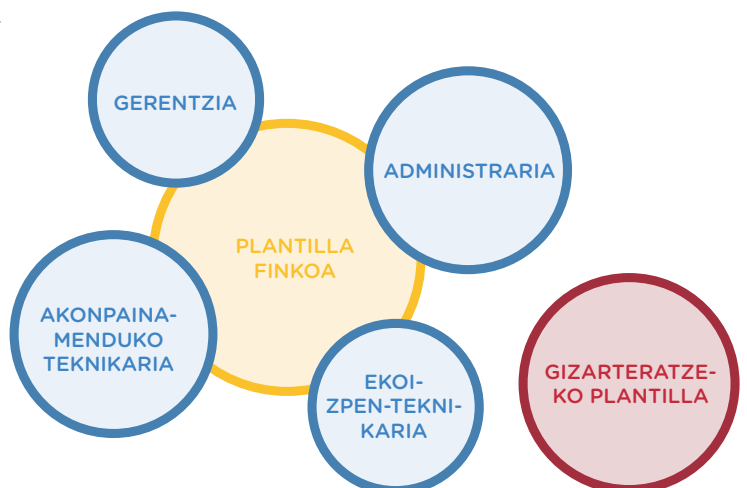 GERENTZIA
ADMINISTRARIA
PLANTILLA
FINKOA
AKONPAINA-
MENDUKO
TEKNIKARIA
EKOI-
ZPEN-TEKNI-
KARIA
GIZARTERATZE-
KO PLANTILLA